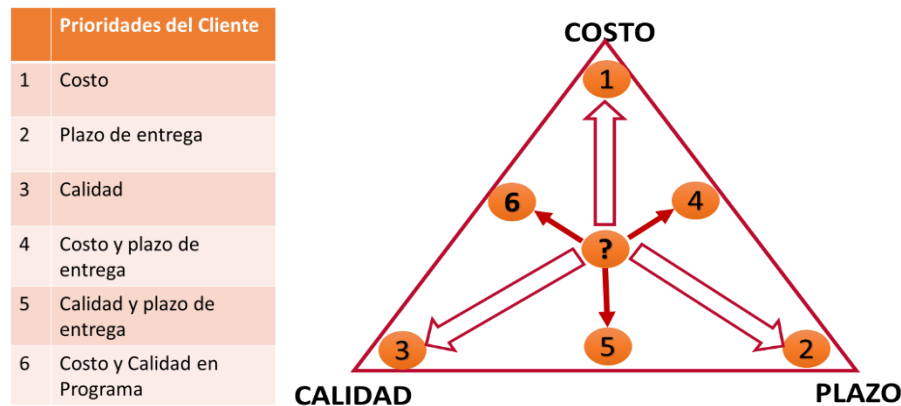 Prioridades del Cliente
1 Costo
2 Plazo de entrega
3 Calidad
4 Costo y plazo de
entrega
5 Calidad y plazo de
entrega
6 Costo y Calidad en
Programa
COSTO
1
6
4
?
3
5
2
CALIDAD
PLAZO